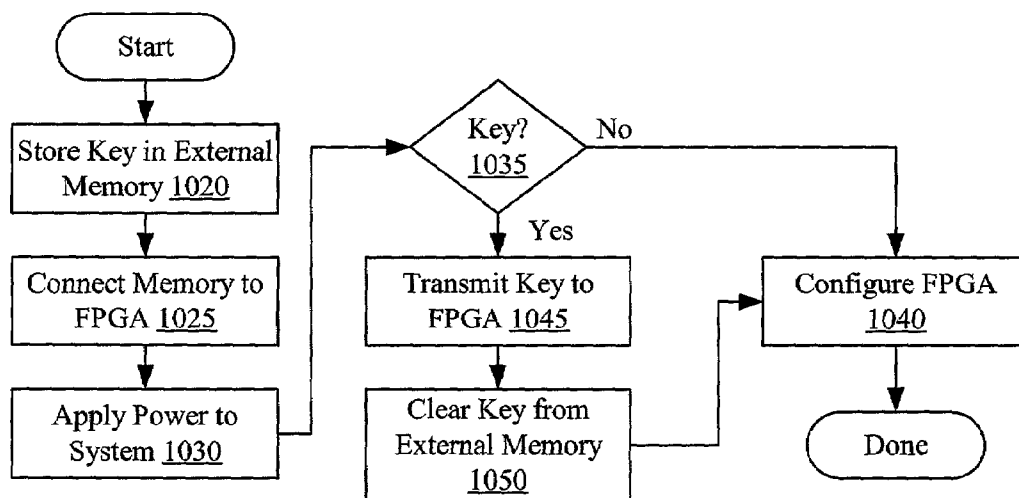 Start
Store Key in External
Memory 1020
Connect Memory to
FPGA 1025
Apply Power to
System 1030
Key?
1035
No
Yes
Transmit Key to
FPGA 1045
Clear Key from
External Memory
1050
Configure FPGA
1040
Done